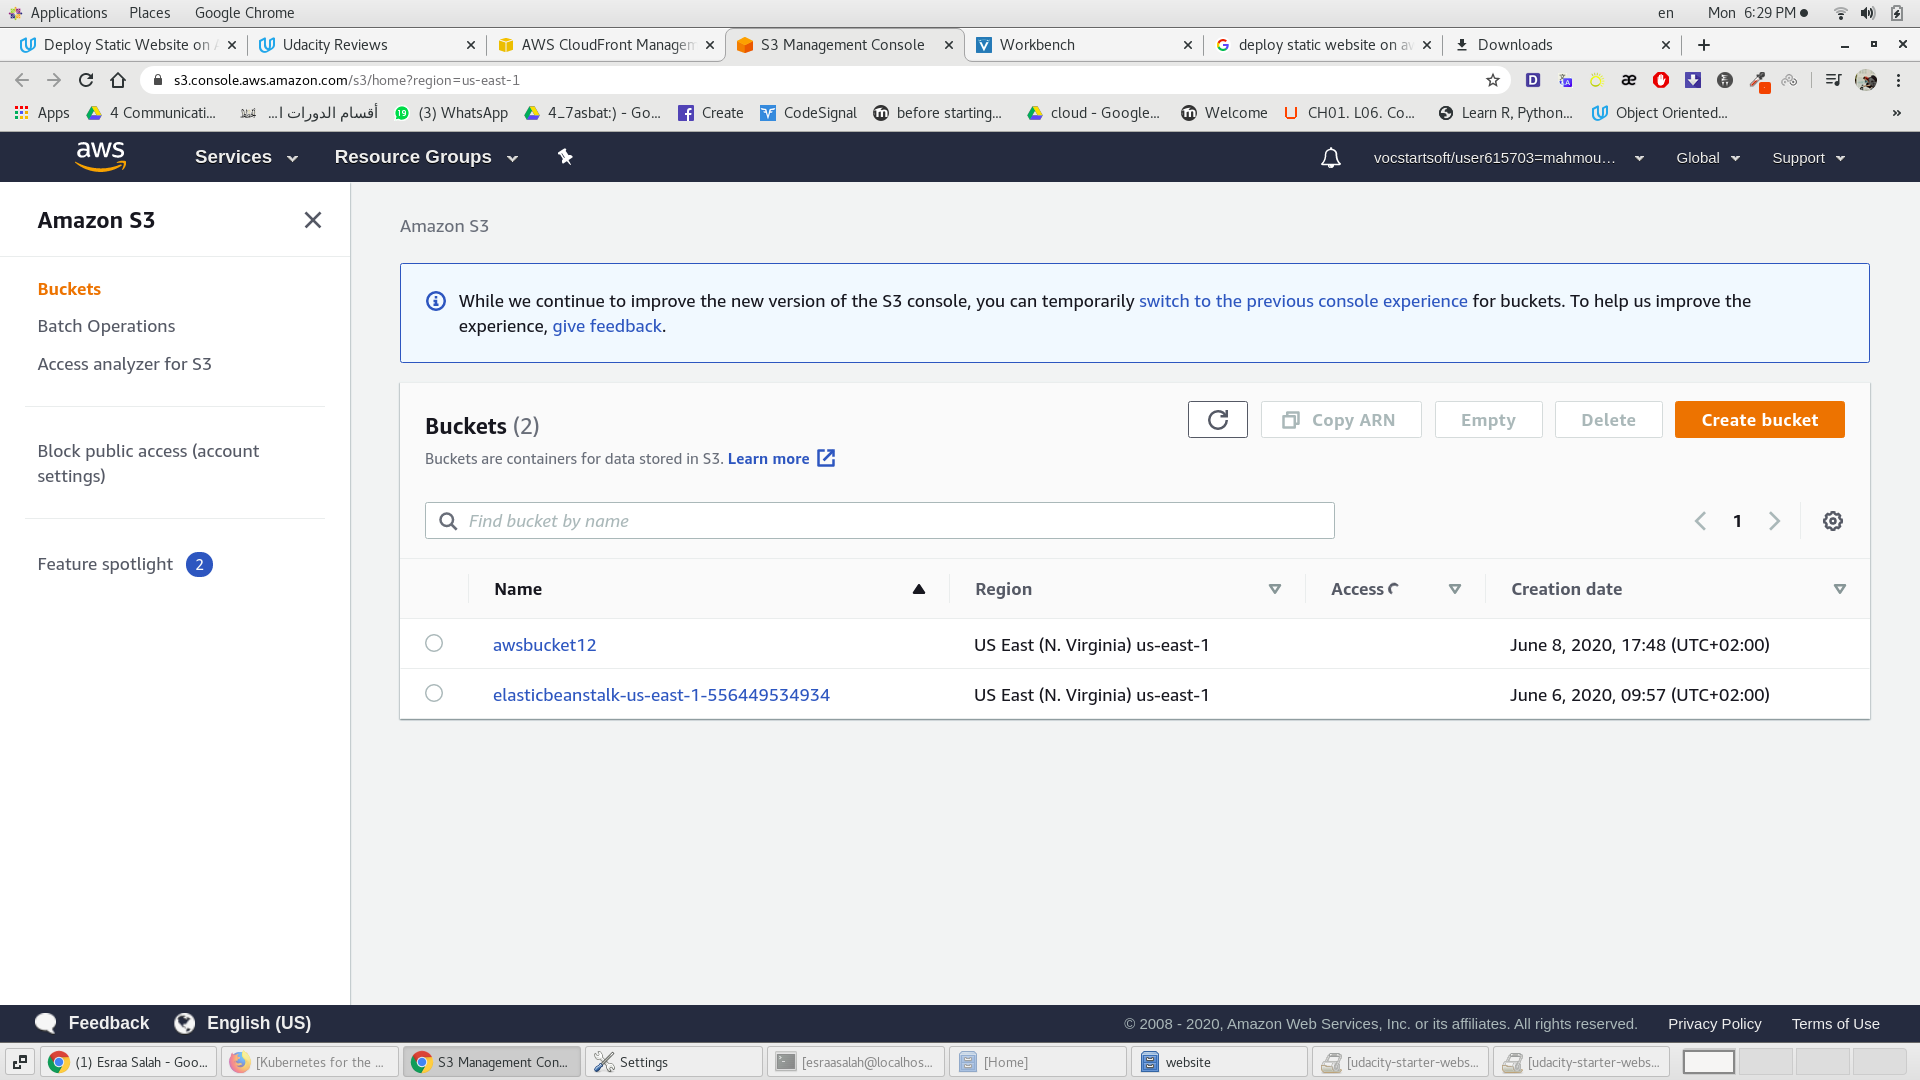 Applications Places Google Chrome en Mon 6:29 PM
Deploy Static Website on A Udacity Reviews AWS CloudFront Managem S3 Management Console Workbench deploy static website on aw Downloads
s3.console.aws.amazon.com/s3/home?region=us-east-1
Apps 4 Communicati... أقسام الدورات ا... (3) WhatsApp 4_7asbat:) - Go... Create CodeSignal before starting... cloud - Google... Welcome CH01. L06. Co... Learn R, Python... Object Oriented... »
aws Services Resource Groups vocstartsoft/user615703=mahmou... Global Support
Amazon S3
Buckets
Batch Operations
Access analyzer for S3
Block public access (account
settings)
Feature spotlight 2
Amazon S3
While we continue to improve the new version of the S3 console, you can temporarily switch to the previous console experience for buckets. To help us improve the
experience, give feedback.
Buckets (2)
Copy ARN Empty Delete Create bucket
Buckets are containers for data stored in S3. Learn more
Find bucket by name
1
Name Region Access Creation date
awsbucket12 US East (N. Virginia) us-east-1 June 8, 2020, 17:48 (UTC+02:00)
elasticbeanstalk-us-east-1-556449534934 US East (N. Virginia) us-east-1 June 6, 2020, 09:57 (UTC+02:00)
Feedback English (US) © 2008 - 2020, Amazon Web Services, Inc. or its affiliates. All rights reserved. Privacy Policy Terms of Use
(1) Esraa Salah - Goo... [Kubernetes for the ... S3 Management Con... Settings [esraasalah@localhos... [Home] website [udacity-starter-webs... [udacity-starter-webs...